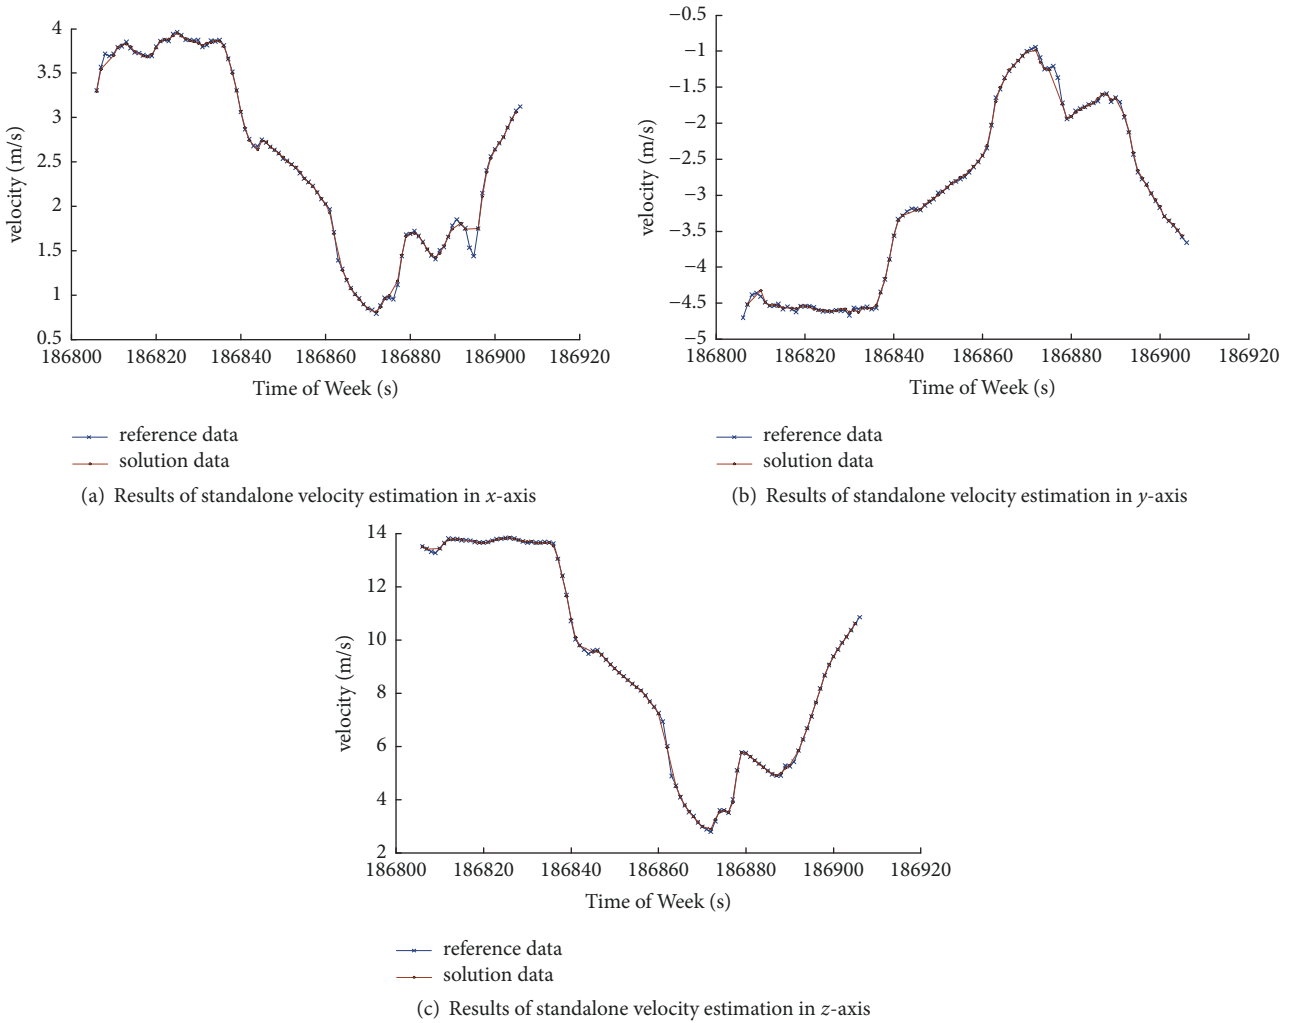 4
3.5
3
2.5
2
1.5
1
0.5
velocity (m/s)
186800 186820 186840 186860 186880 186900 186920
Time of Week (s)
reference data
solution data
(a) Results of standalone velocity estimation in x-axis
−0.5
−1
−1.5
−2
−2.5
−3
−3.5
−4
−4.5
−5
velocity (m/s)
186800 186820 186840 186860 186880 186900 186920
Time of Week (s)
reference data
solution data
(b) Results of standalone velocity estimation in y-axis
14
12
10
8
6
4
2
velocity (m/s)
186800 186820 186840 186860 186880 186900 186920
Time of Week (s)
reference data
solution data
(c) Results of standalone velocity estimation in z-axis